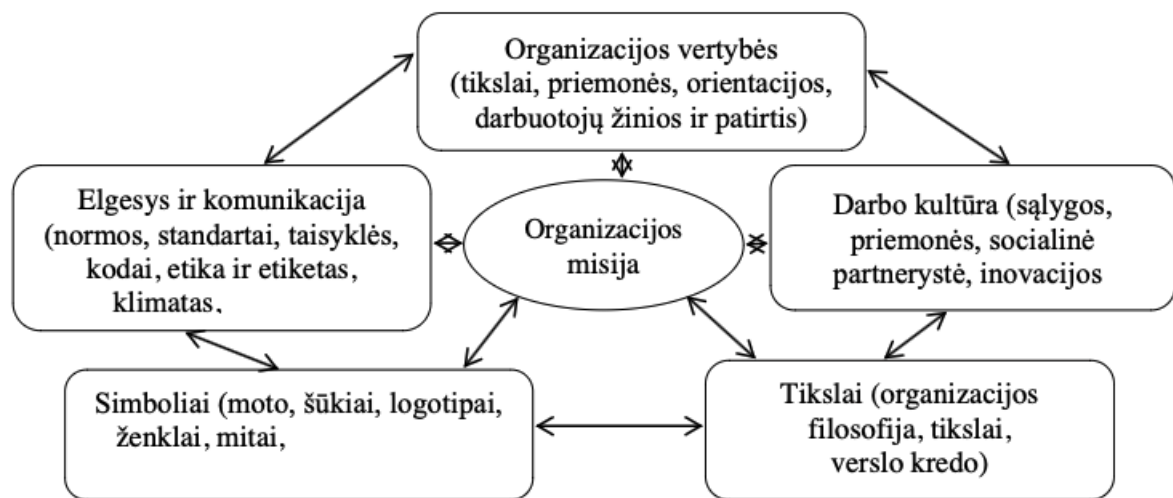 Organizacijos vertybės
(tikslai, priemonės, orientacijos,
darbuotojų žinios ir patirtis)
Elgesys ir komunikacija
(normos, standartai, taisyklės,
kodai, etika ir etiketas,
klimatas,
Organizacijos
misija
Darbo kultūra (sąlygos,
priemonės, socialinė
partnerystė, inovacijos
Simboliai (moto, šūkiai, logotipai,
ženklai, mitai,
Tikslai (organizacijos
filosofija, tikslai,
verslo kredo)